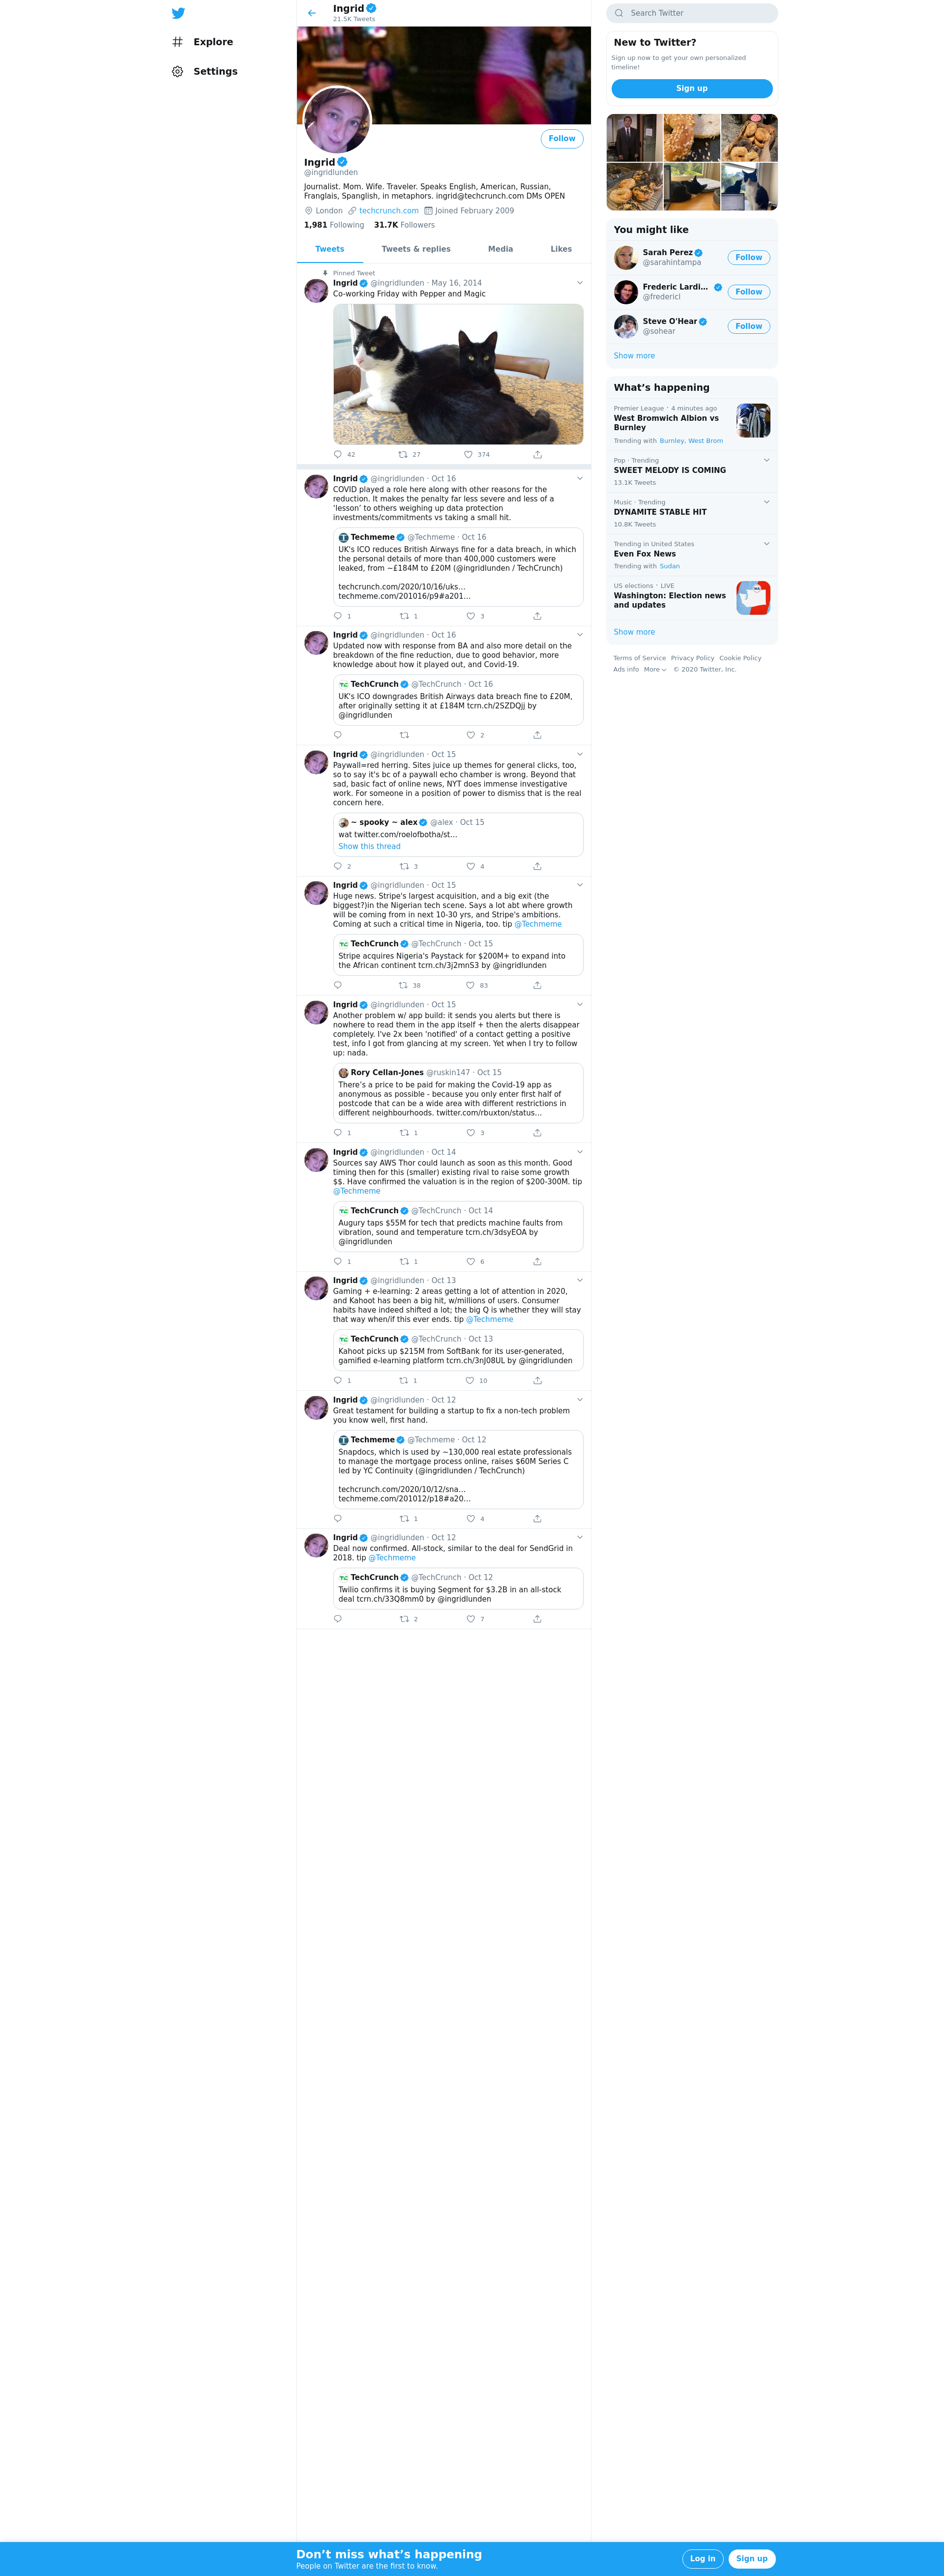 Explore
Settings
Ingrid
21.5K Tweets
Follow
Ingrid
@ingridlunden
Journalist. Mom. Wife. Traveler. Speaks English, American, Russian,
Franglais, Spanglish, in metaphors. ingrid@techcrunch.com DMs OPEN
London techcrunch.com Joined February 2009
1,981 Following 31.7K Followers
Tweets Tweets & replies Media Likes
Pinned Tweet
Ingrid @ingridlunden · May 16, 2014
Co-working Friday with Pepper and Magic
42 27 374
Ingrid @ingridlunden · Oct 16
COVID played a role here along with other reasons for the
reduction. It makes the penalty far less severe and less of a
‘lesson’ to others weighing up data protection
investments/commitments vs taking a small hit.
Techmeme @Techmeme · Oct 16
UK's ICO reduces British Airways fine for a data breach, in which
the personal details of more than 400,000 customers were
leaked, from ~£184M to £20M (@ingridlunden / TechCrunch)
techcrunch.com/2020/10/16/uks…
techmeme.com/201016/p9#a201…
1 1 3
Ingrid @ingridlunden · Oct 16
Updated now with response from BA and also more detail on the
breakdown of the fine reduction, due to good behavior, more
knowledge about how it played out, and Covid-19.
TechCrunch @TechCrunch · Oct 16
UK's ICO downgrades British Airways data breach fine to £20M,
after originally setting it at £184M tcrn.ch/2SZDQjj by
@ingridlunden
2
Ingrid @ingridlunden · Oct 15
Paywall=red herring. Sites juice up themes for general clicks, too,
so to say it's bc of a paywall echo chamber is wrong. Beyond that
sad, basic fact of online news, NYT does immense investigative
work. For someone in a position of power to dismiss that is the real
concern here.
~ spooky ~ alex @alex · Oct 15
wat twitter.com/roelofbotha/st…
Show this thread
2 3 4
Ingrid @ingridlunden · Oct 15
Huge news. Stripe's largest acquisition, and a big exit (the
biggest?)in the Nigerian tech scene. Says a lot abt where growth
will be coming from in next 10-30 yrs, and Stripe's ambitions.
Coming at such a critical time in Nigeria, too. tip @Techmeme
TechCrunch @TechCrunch · Oct 15
Stripe acquires Nigeria's Paystack for $200M+ to expand into
the African continent tcrn.ch/3j2mnS3 by @ingridlunden
38 83
Ingrid @ingridlunden · Oct 15
Another problem w/ app build: it sends you alerts but there is
nowhere to read them in the app itself + then the alerts disappear
completely. I've 2x been 'notified' of a contact getting a positive
test, info I got from glancing at my screen. Yet when I try to follow
up: nada.
Rory Cellan-Jones @ruskin147 · Oct 15
There’s a price to be paid for making the Covid-19 app as
anonymous as possible - because you only enter first half of
postcode that can be a wide area with different restrictions in
different neighbourhoods. twitter.com/rbuxton/status…
1 1 3
Ingrid @ingridlunden · Oct 14
Sources say AWS Thor could launch as soon as this month. Good
timing then for this (smaller) existing rival to raise some growth
$$. Have confirmed the valuation is in the region of $200-300M. tip
@Techmeme
TechCrunch @TechCrunch · Oct 14
Augury taps $55M for tech that predicts machine faults from
vibration, sound and temperature tcrn.ch/3dsyEOA by
@ingridlunden
1 1 6
Ingrid @ingridlunden · Oct 13
Gaming + e-learning: 2 areas getting a lot of attention in 2020,
and Kahoot has been a big hit, w/millions of users. Consumer
habits have indeed shifted a lot; the big Q is whether they will stay
that way when/if this ever ends. tip @Techmeme
TechCrunch @TechCrunch · Oct 13
Kahoot picks up $215M from SoftBank for its user-generated,
gamified e-learning platform tcrn.ch/3nJ08UL by @ingridlunden
1 1 10
Ingrid @ingridlunden · Oct 12
Great testament for building a startup to fix a non-tech problem
you know well, first hand.
Techmeme @Techmeme · Oct 12
Snapdocs, which is used by ~130,000 real estate professionals
to manage the mortgage process online, raises $60M Series C
led by YC Continuity (@ingridlunden / TechCrunch)
techcrunch.com/2020/10/12/sna…
techmeme.com/201012/p18#a20…
1 4
Ingrid @ingridlunden · Oct 12
Deal now confirmed. All-stock, similar to the deal for SendGrid in
2018. tip @Techmeme
TechCrunch @TechCrunch · Oct 12
Twilio confirms it is buying Segment for $3.2B in an all-stock
deal tcrn.ch/33Q8mm0 by @ingridlunden
2 7
Search Twitter
New to Twitter?
Sign up now to get your own personalized
timeline!
Sign up
You might like
Sarah Perez
@sarahintampa
Follow
Frederic Lardi…
@fredericl
Follow
Steve O'Hear
@sohear
Follow
Show more
What’s happening
Premier League · 4 minutes ago
West Bromwich Albion vs
Burnley
Trending with Burnley, West Brom
Pop · Trending
SWEET MELODY IS COMING
13.1K Tweets
Music · Trending
DYNAMITE STABLE HIT
10.8K Tweets
Trending in United States
Even Fox News
Trending with Sudan
US elections · LIVE
Washington: Election news
and updates
Show more
Terms of Service Privacy Policy Cookie Policy
Ads info More © 2020 Twitter, Inc.
Don’t miss what’s happening
People on Twitter are the first to know.
Log in Sign up